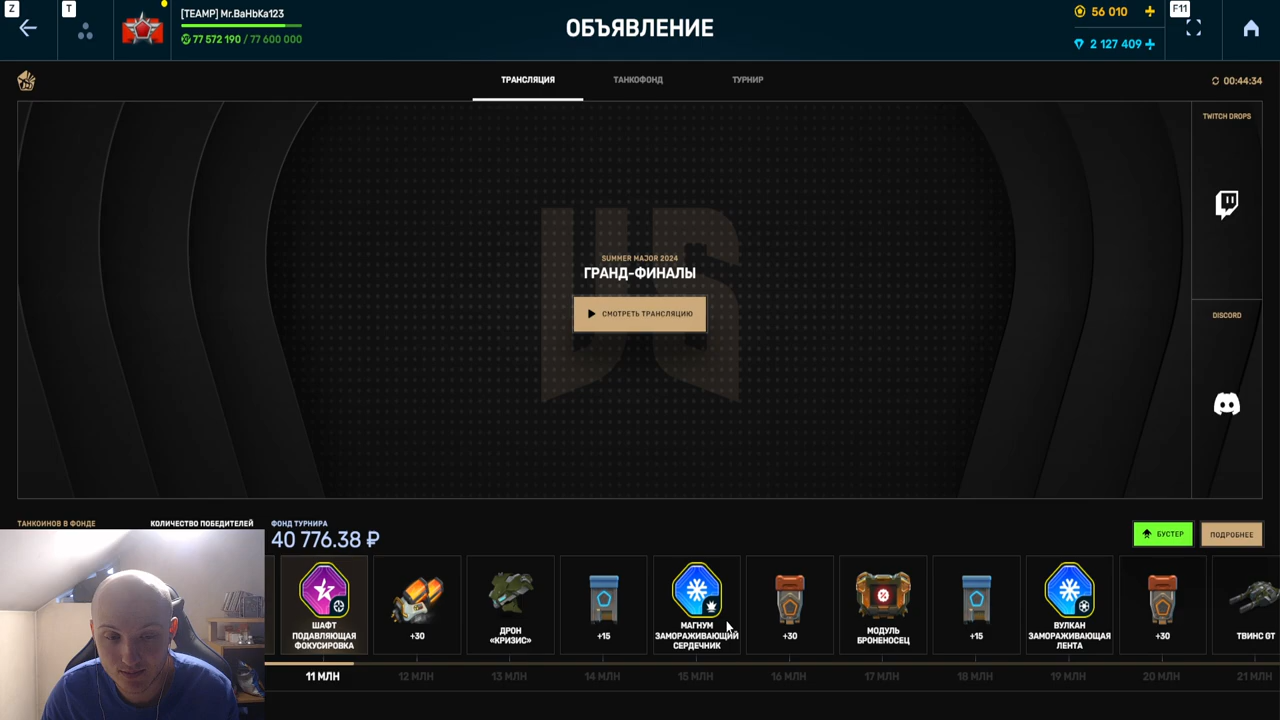 Z
T
[TEAMP] Mr.BaHbKa123
77 572 190 / 77 600 000
ОБЪЯВЛЕНИЕ
56 010
2 127 409
F11
ТРАНСЛЯЦИЯ
ТАНКОФОНД
ТУРНИР
00:44:34
TWITCH DROPS
SUMMER MAJOR 2024
ГРАНД-ФИНАЛЫ
СМОТРЕТЬ ТРАНСЛЯЦИЮ
DISCORD
ТАНКОИНОВ В ФОНДЕ
КОЛИЧЕСТВО ПОБЕДИТЕЛЕЙ
ФОНД ТУРНИРА
40 776.38 ₽
БУСТЕР
ПОДРОБНЕЕ
ШАФТ
ПОДАВЛЯЮЩАЯ
ФОКУСИРОВКА
+30
ДРОН
«КРИЗИС»
+15
МАГНУМ
ЗАМОРАЖИВАЮЩИЙ
СЕРДЕЧНИК
+30
МОДУЛЬ
БРОНЕНОСЕЦ
+15
ВУЛКАН
ЗАМОРАЖИВАЮЩАЯ
ЛЕНТА
+30
ТВИНС GT
11 МЛН
12 МЛН
13 МЛН
14 МЛН
15 МЛН
16 МЛН
17 МЛН
18 МЛН
19 МЛН
20 МЛН
21 МЛН